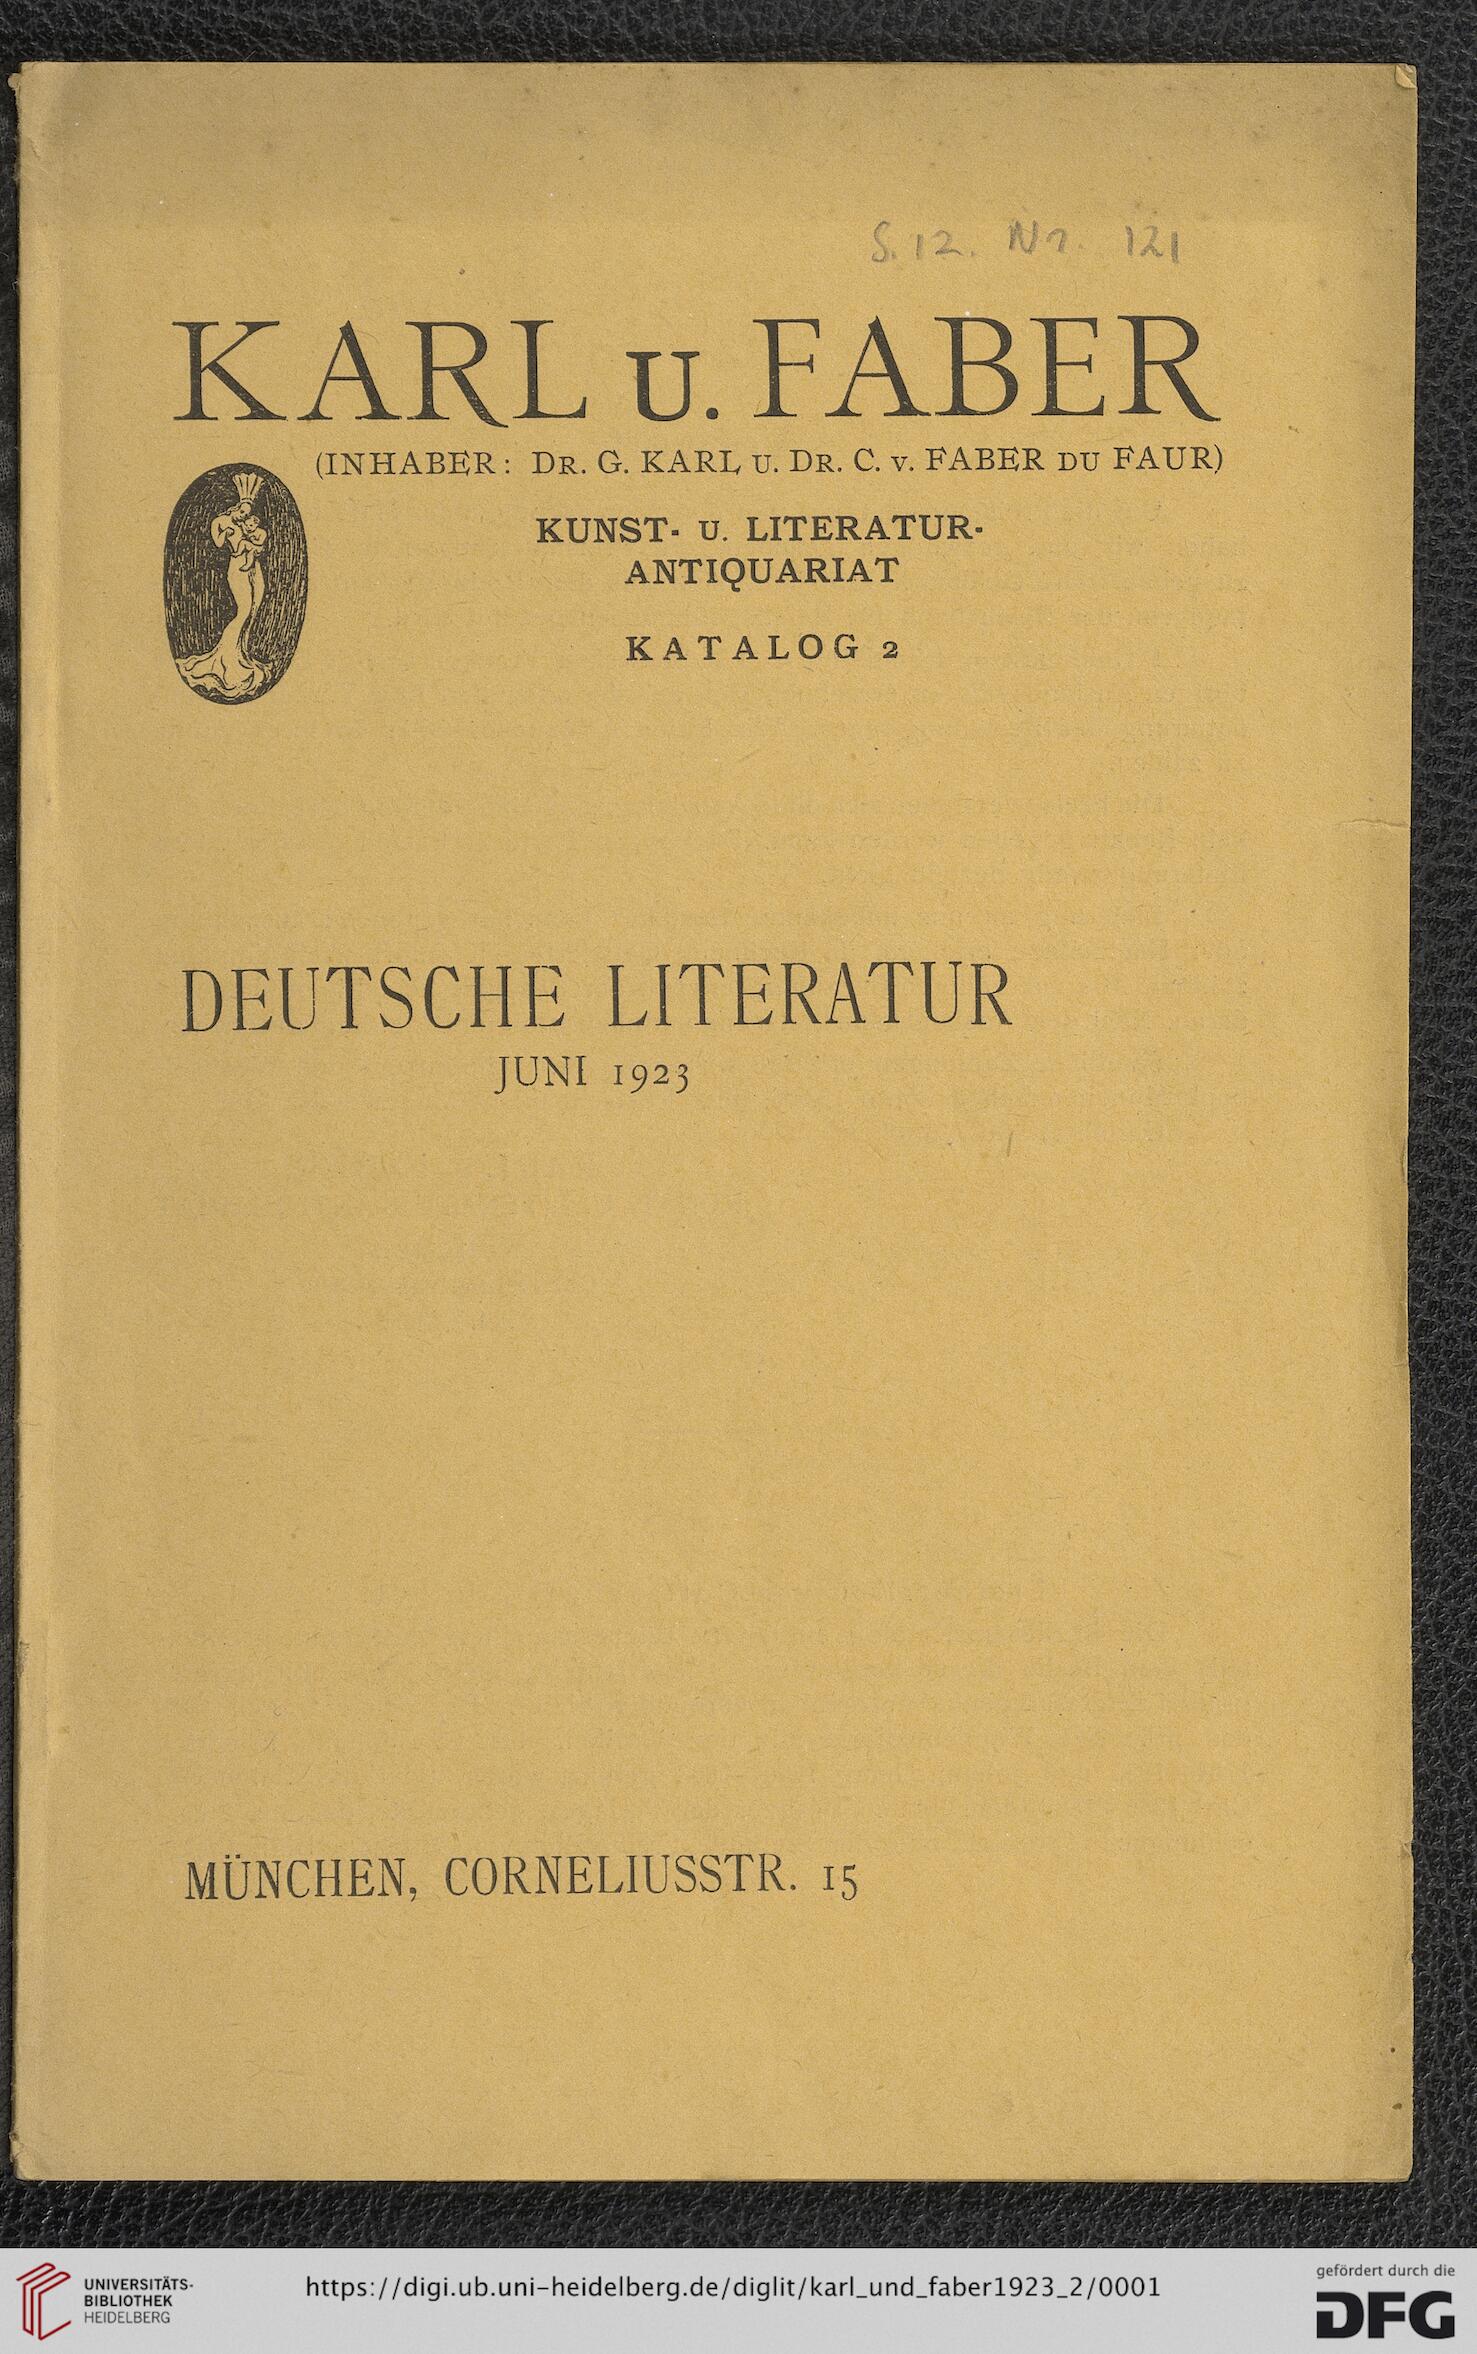 S. 12. Nr. 121
KARL U. FABER
(INHABER: DR. G. KARL U. DR. C. V. FABER DU FAUR)
KUNST- U. LITERATUR-
ANTIQUARIAT
KATALOG 2
DEUTSCHE LITERATUR
JUNI 1923
MÜNCHEN, CORNELIUSSTR. 15
UNIVERSITÄTS-
BIBLIOTHEK
HEIDELBERG
https://digi.ub.uni-heidelberg.de/diglit/karl_und_faber1923_2/0001
gefördert durch die
DFG